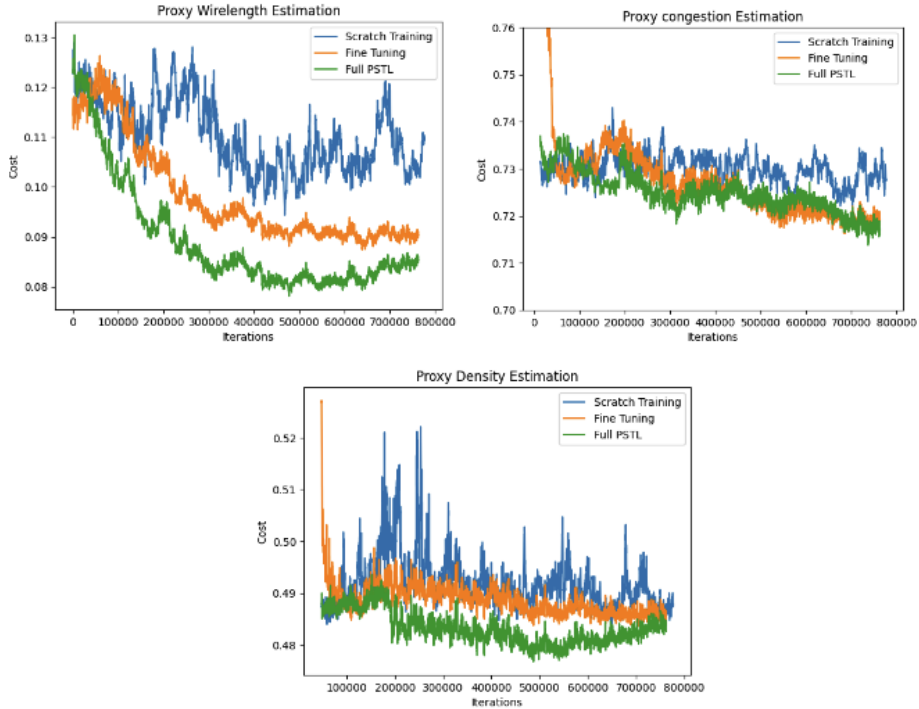 Proxy Wirelength Estimation
Scratch Training
Fine Tuning
Full PSTL
Cost
0.13
0.12
0.11
0.10
0.09
0.08
0 100000 200000 300000 400000 500000 600000 700000 800000
Iterations
Proxy congestion Estimation
Scratch Training
Fine Tuning
Full PSTL
Cost
0.76
0.75
0.74
0.73
0.72
0.71
0.70
0 100000 200000 300000 400000 500000 600000 700000 800000
Iterations
Proxy Density Estimation
Scratch Training
Fine Tuning
Full PSTL
Cost
0.52
0.51
0.50
0.49
0.48
100000 200000 300000 400000 500000 600000 700000 800000
Iterations